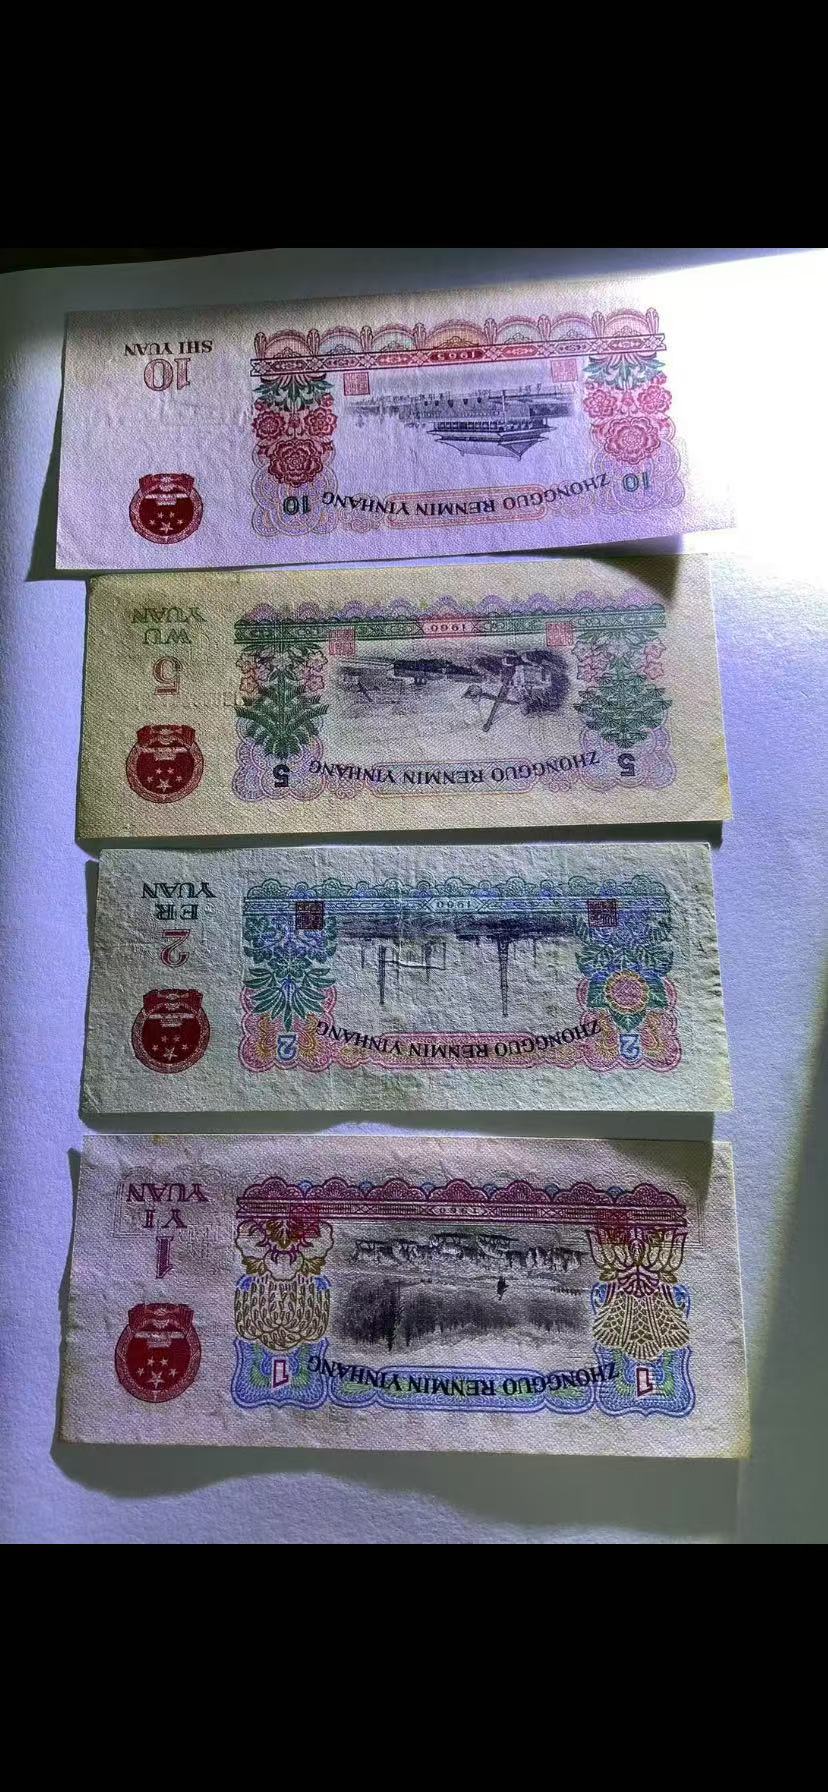 ZHONGGUO RENMIN YINHANG
10
10
1965
10
SHI YUAN
ZHONGGUO RENMIN YINHANG
5
5
1960
5
WU
YUAN
ZHONGGUO RENMIN YINHANG
2
2
1960
2
ER
YUAN
ZHONGGUO RENMIN YINHANG
1
1
1960
1
YI
YUAN